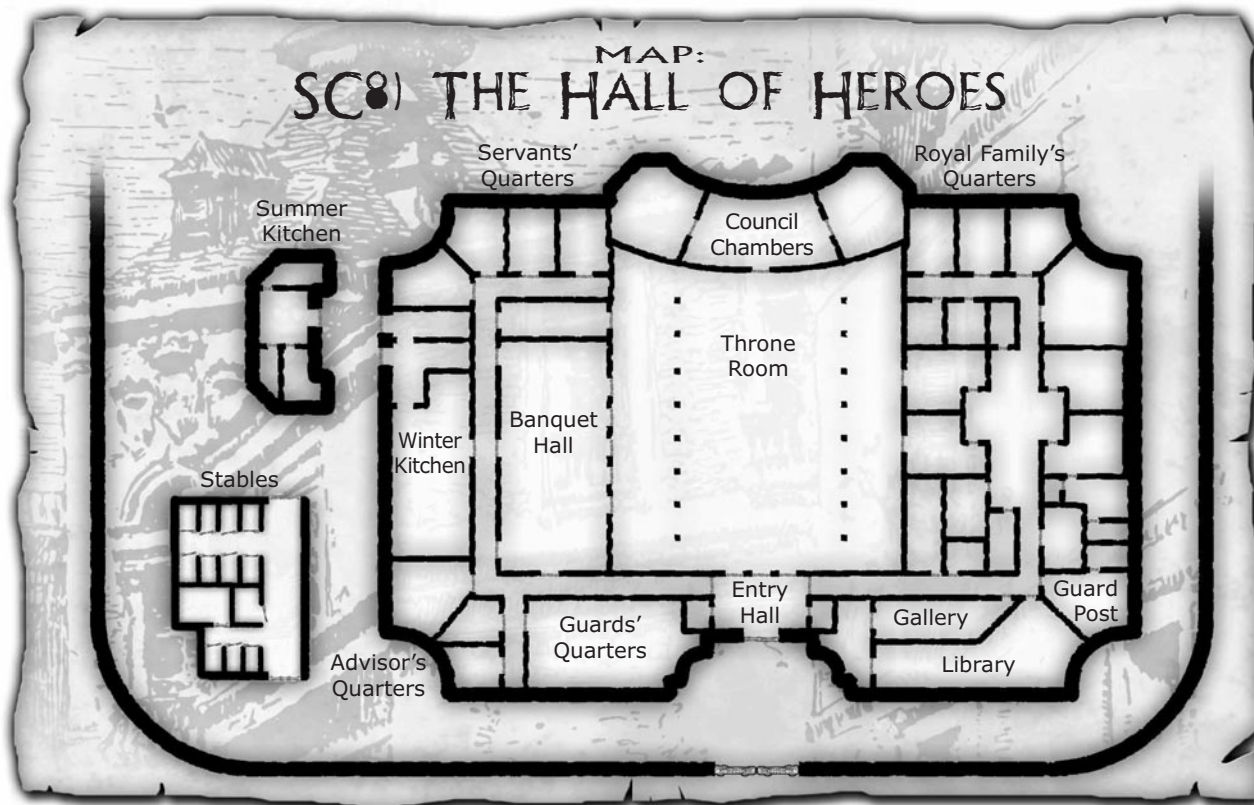 MAP:
SC8) THE HALL OF HEROES
Servants'
Quarters
Royal Family's
Quarters
Summer
Kitchen
Council
Chambers
Throne
Room
Banquet
Hall
Winter
Kitchen
Stables
Entry
Hall
Guard
Post
Guards'
Quarters
Gallery
Advisor's
Quarters
Library